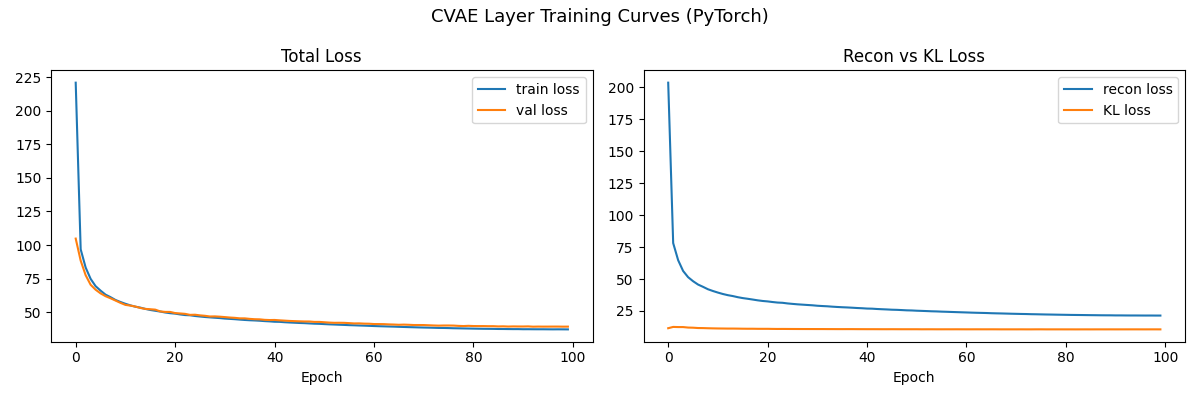 CVAE Layer Training Curves (PyTorch)
Total Loss
225
200
175
150
125
100
75
50
train loss
val loss
0 20 40 60 80 100
Epoch
Recon vs KL Loss
200
175
150
125
100
75
50
25
recon loss
KL loss
0 20 40 60 80 100
Epoch